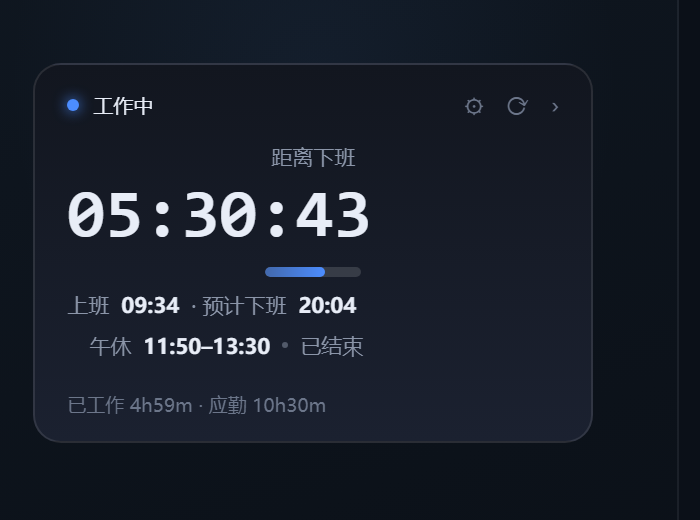 工作中
距离下班
05:30:43
上班 09:34 · 预计下班 20:04
午休 11:50–13:30 • 已结束
已工作 4h59m · 应勤 10h30m